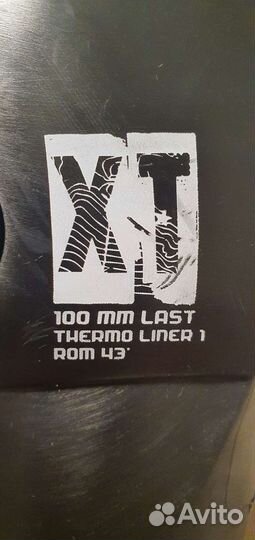 XT
100 MM LAST
THERMO LINER 1
ROM 43°
Avito